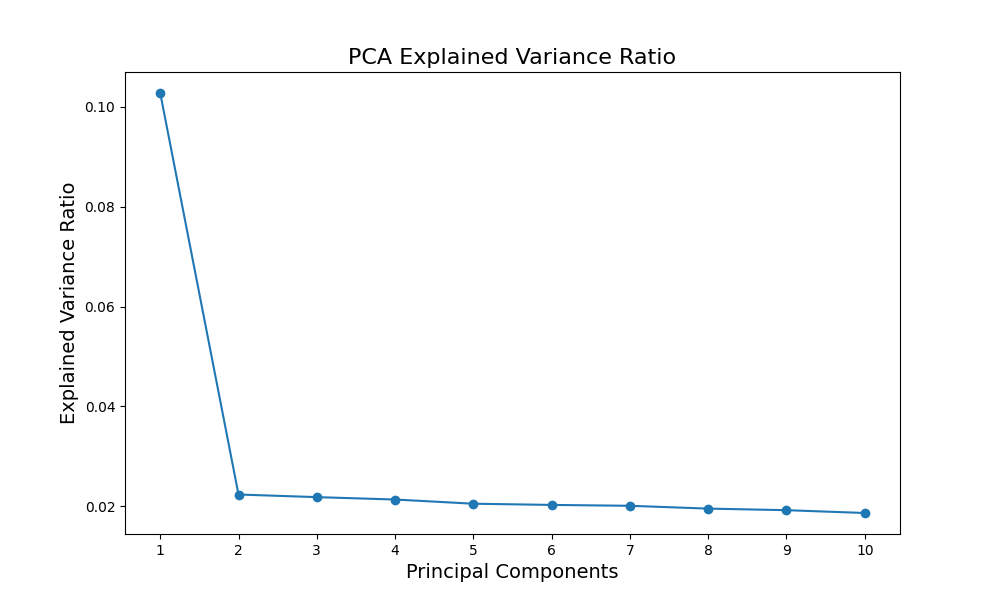 PCA Explained Variance Ratio
Explained Variance Ratio
0.10
0.08
0.06
0.04
0.02
1 2 3 4 5 6 7 8 9 10
Principal Components